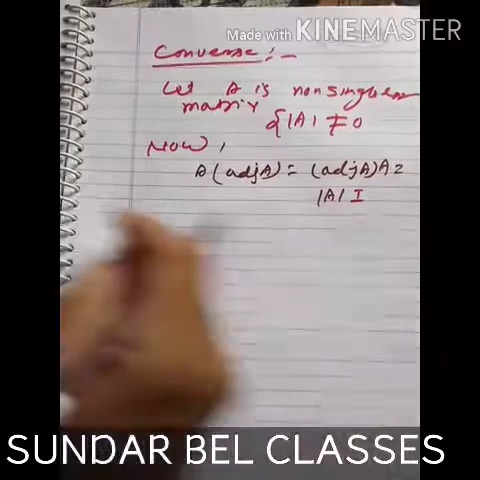 Made with KINEMASTER
Converse :-
Let A is nonsingular
matrix
{|A| ≠ 0
Now,
A(adjA) = (adjA)A =
|A| I
SUNDAR BEL CLASSES